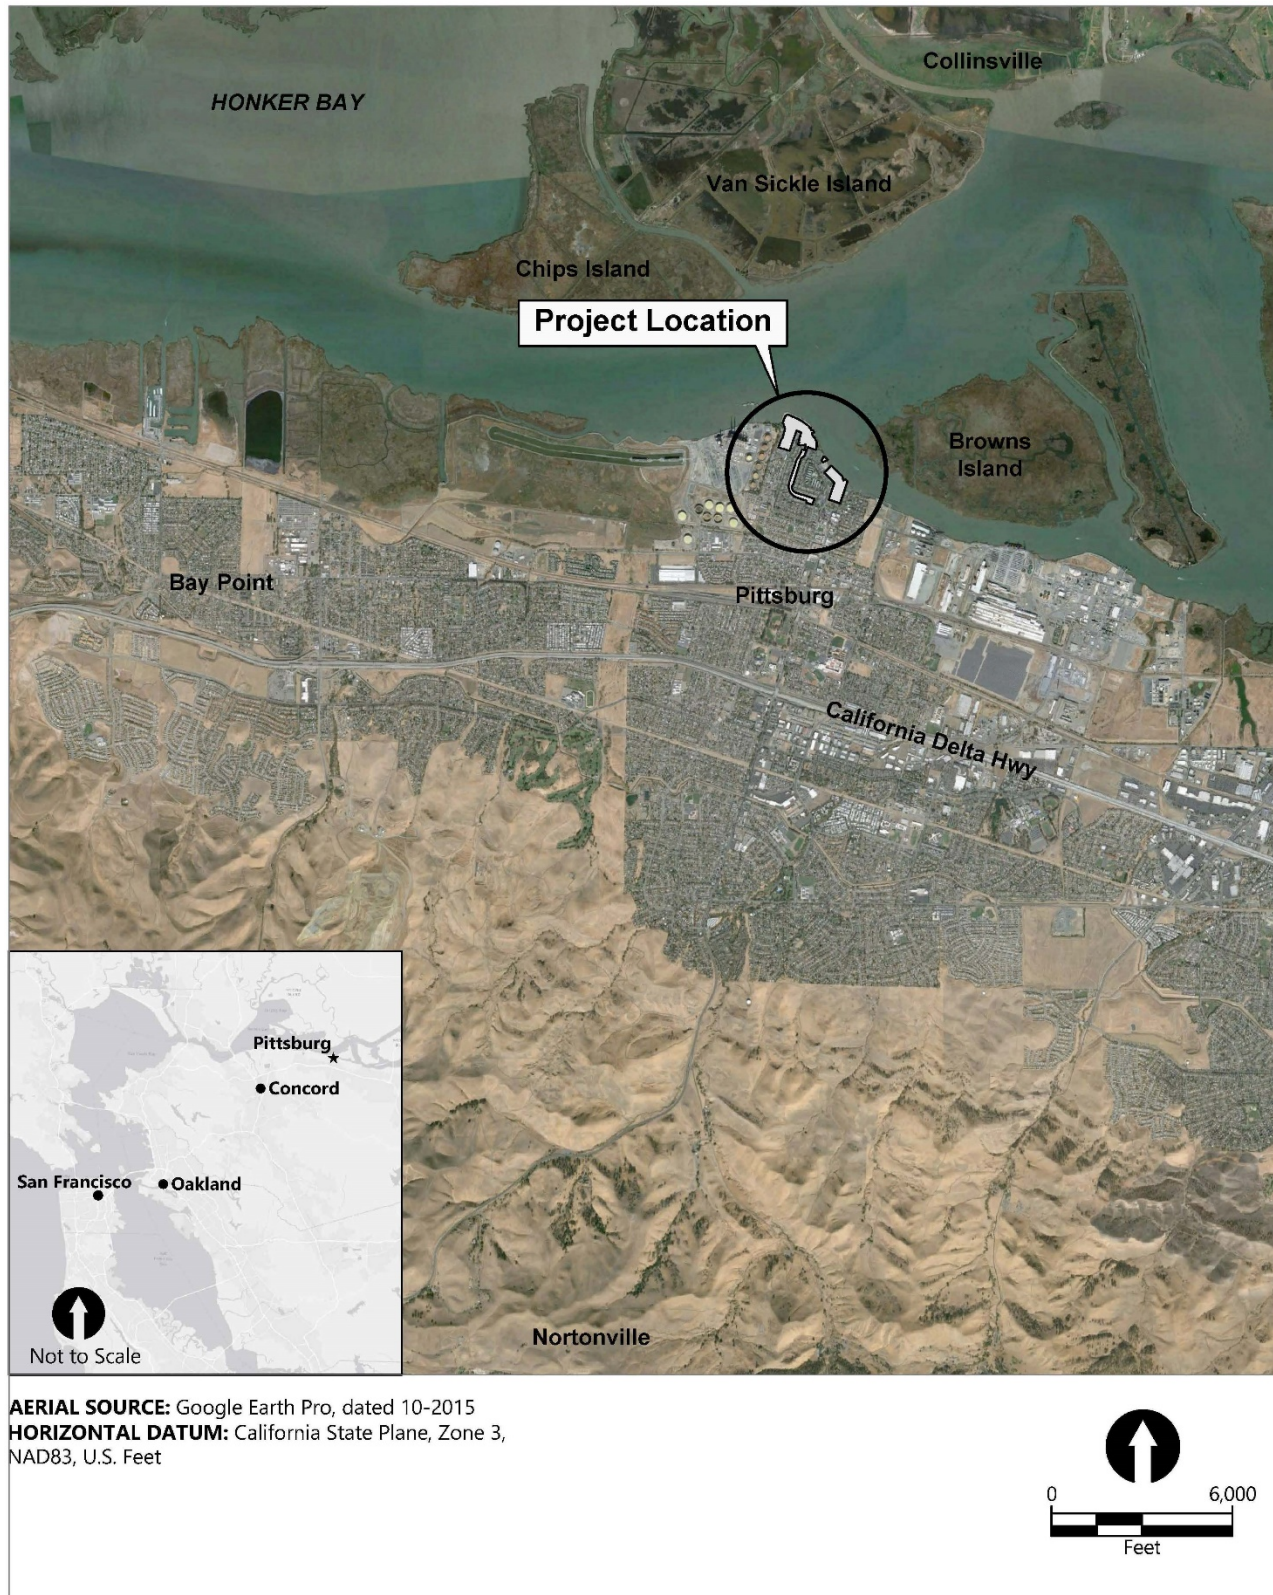 Collinsville
HONKER BAY
Van Sickle Island
Chips Island
Project Location
Browns
Island
Bay Point
Pittsburg
California Delta Hwy
Pittsburg
Concord
San Francisco
Oakland
Not to Scale
Nortonville
AERIAL SOURCE: Google Earth Pro, dated 10-2015
HORIZONTAL DATUM: California State Plane, Zone 3,
NAD83, U.S. Feet
0 6,000
Feet